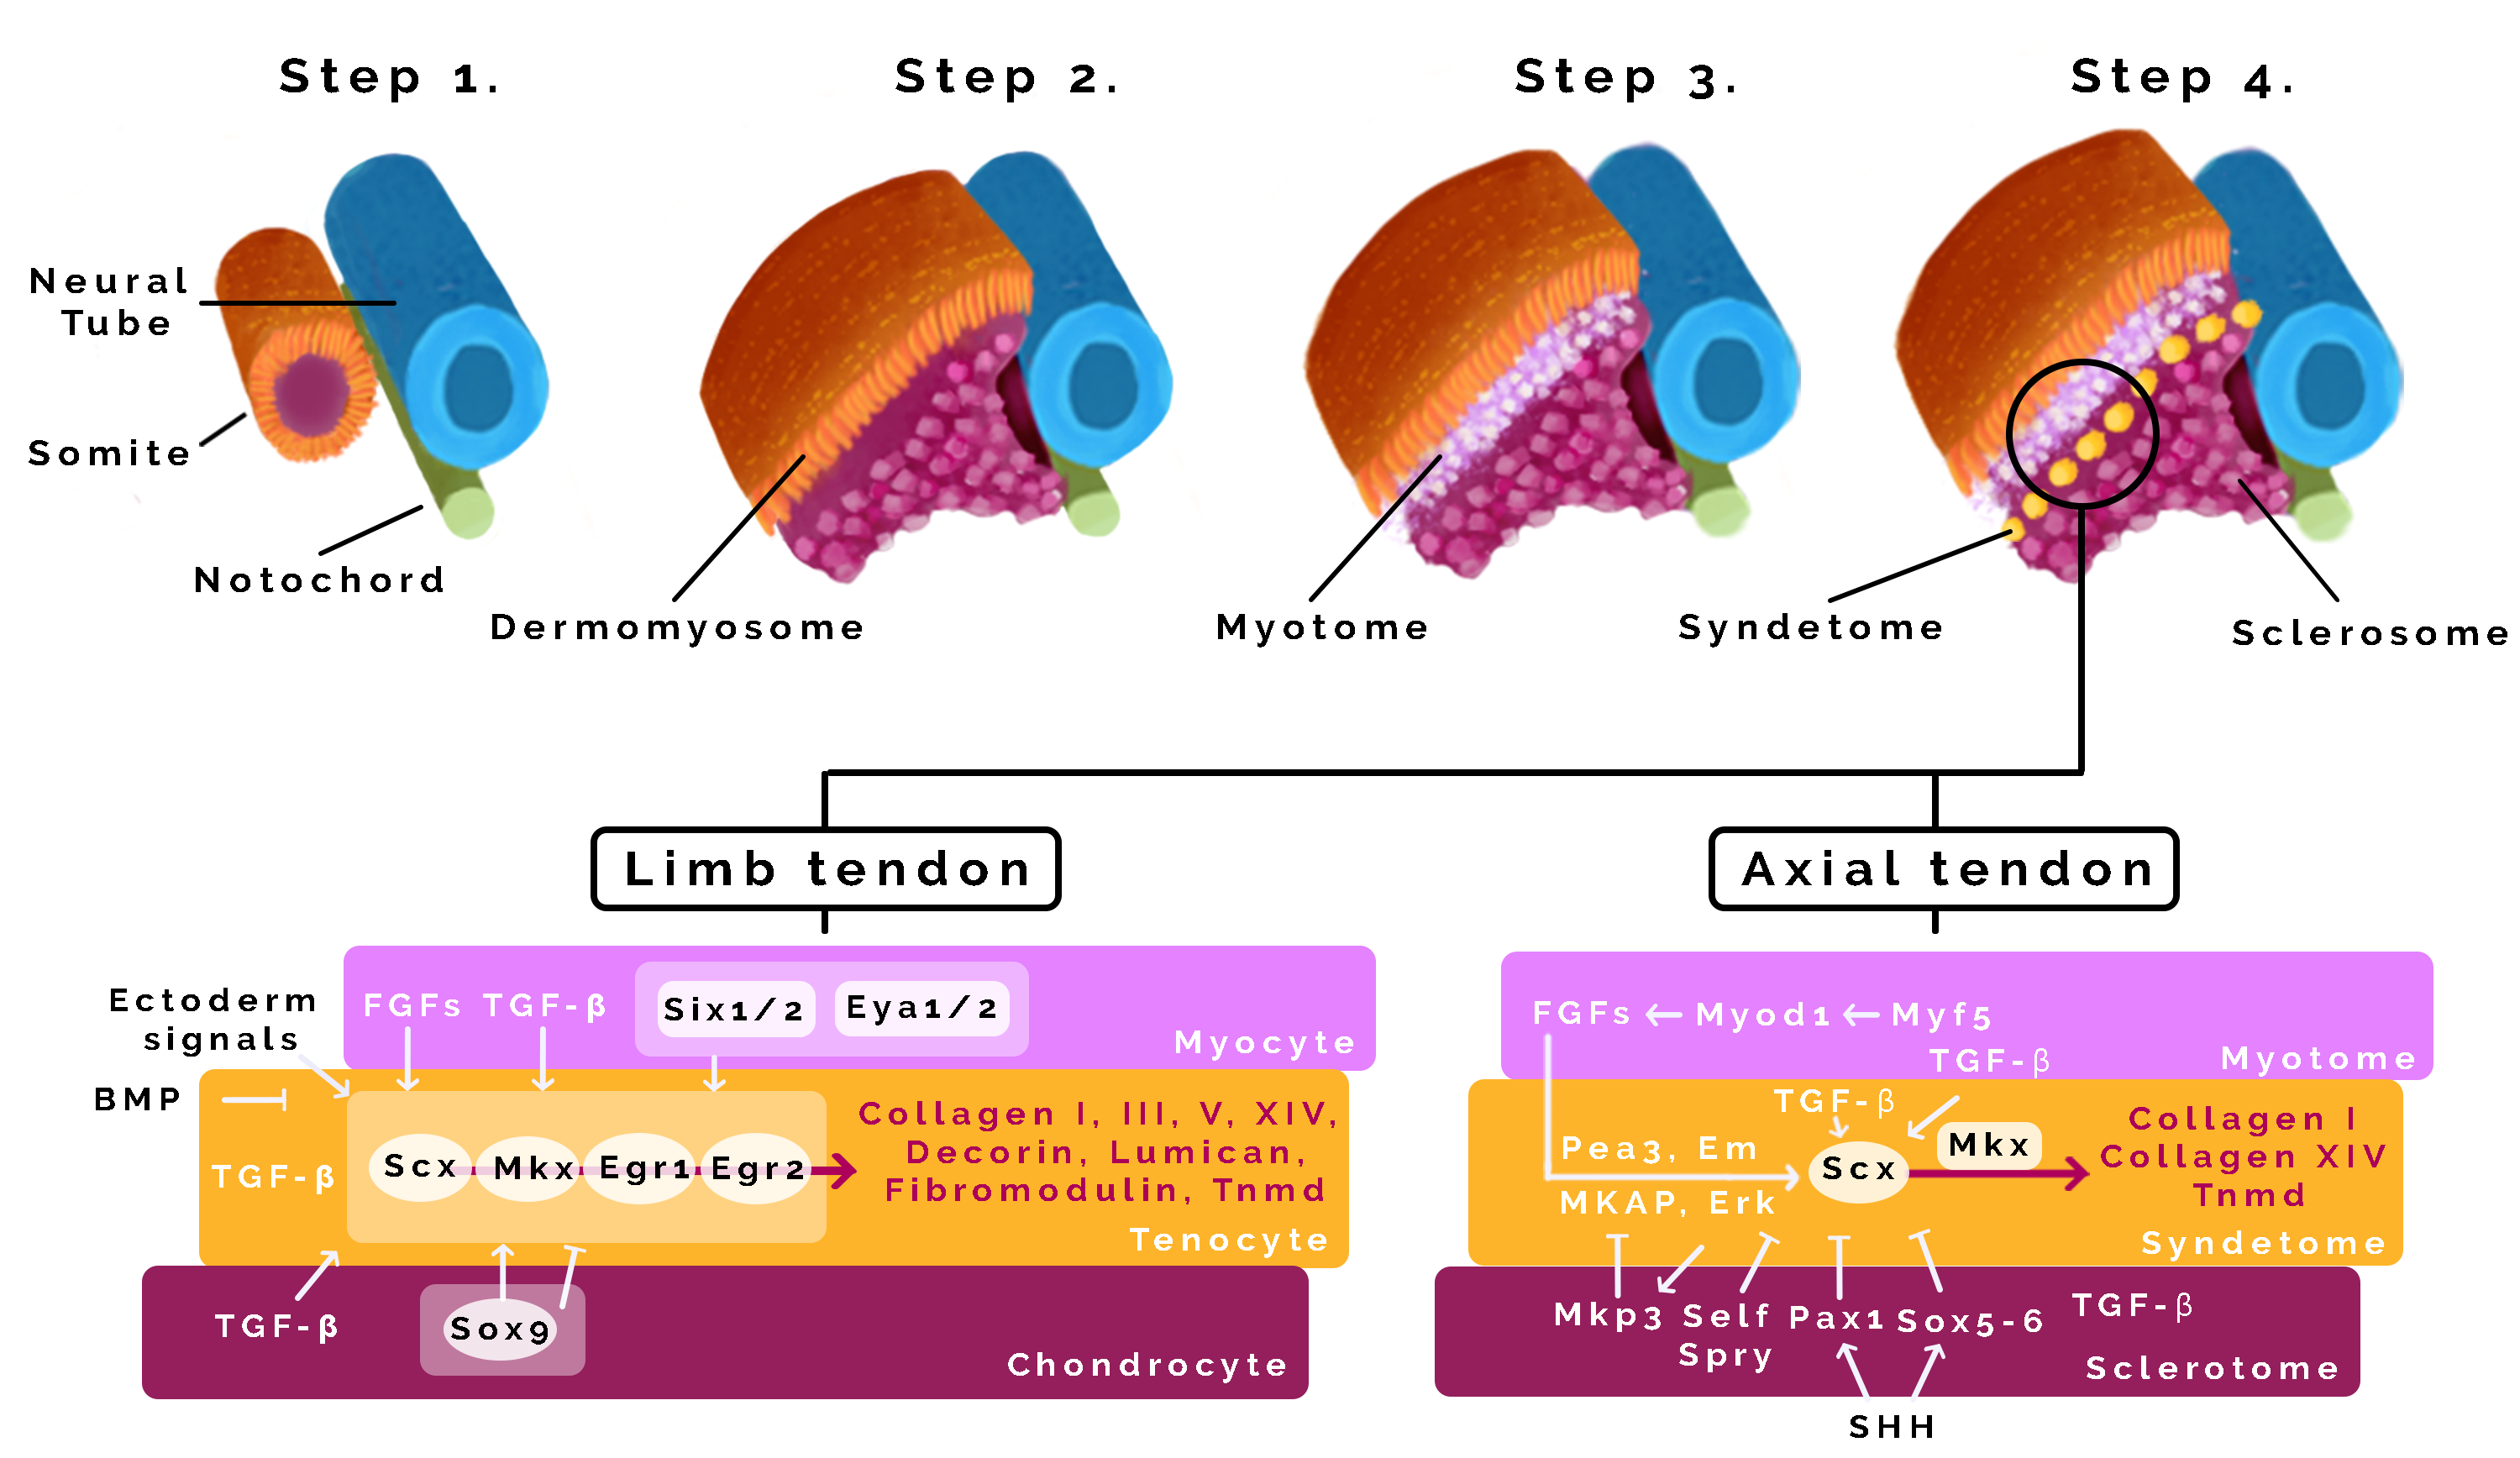 Step 1.
Step 2.
Step 3.
Step 4.
Neural
Tube
Somite
Notochord
Dermomyosome
Myotome
Syndetome
Sclerosome
Limb tendon
Axial tendon
Ectoderm
signals
BMP
FGFs TGF-β
Six1/2 Eya1/2
Myocyte
TGF-β
Scx Mkx Egr1 Egr2
Collagen I, III, V, XIV,
Decorin, Lumican,
Fibromodulin, Tnmd
Tenocyte
TGF-β
Sox9
Chondrocyte
FGFs ← Myod1 ← Myf5
TGF-β
Myotome
TGF-β
Pea3, Em
MKAP, Erk
Scx
Mkx
Collagen I
Collagen XIV
Tnmd
Syndetome
Mkp3 Self Pax1 Sox5-6 TGF-β
Spry
Sclerotome
SHH